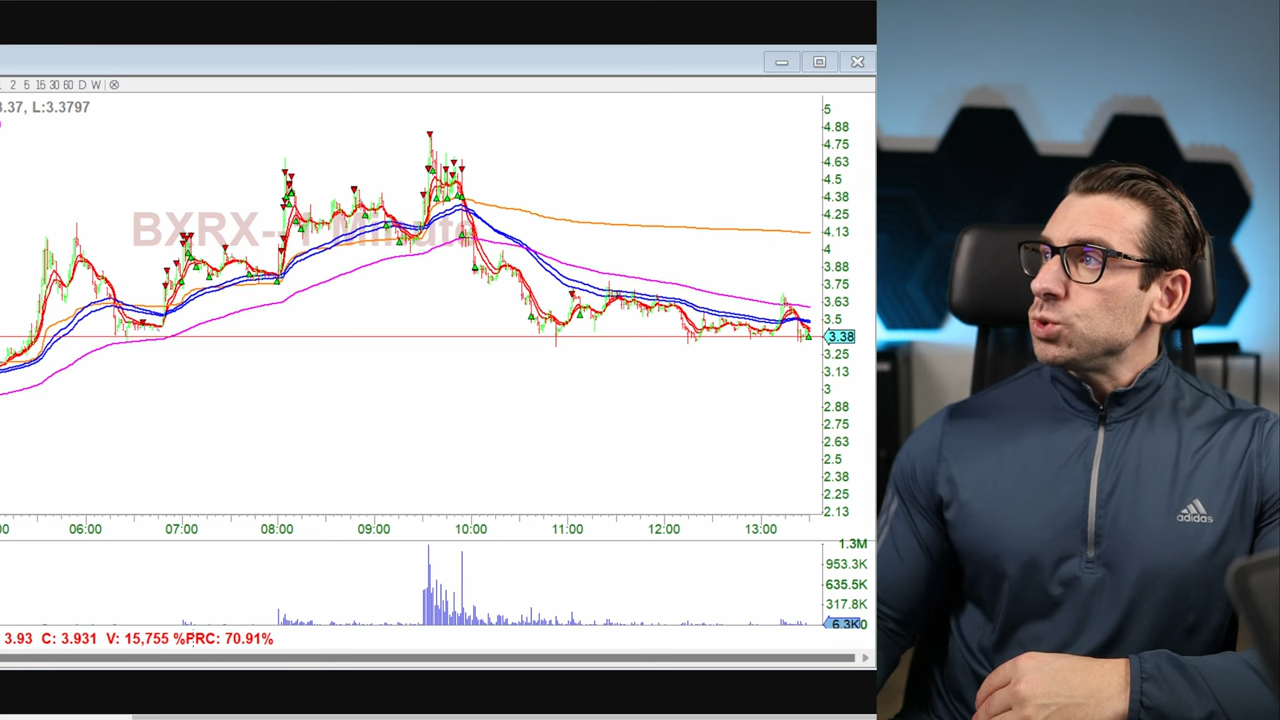 2 5 15 30 60 D W
3.37, L:3.3797
BXRX--1 Minute
5
4.88
4.75
4.63
4.5
4.38
4.25
4.13
4
3.88
3.75
3.63
3.5
3.38
3.25
3.13
3
2.88
2.75
2.63
2.5
2.38
2.25
2.13
06:00 07:00 08:00 09:00 10:00 11:00 12:00 13:00
1.3M
953.3K
635.5K
317.8K
6.3K
3.93 C: 3.931 V: 15,755 %PRC: 70.91%
adidas